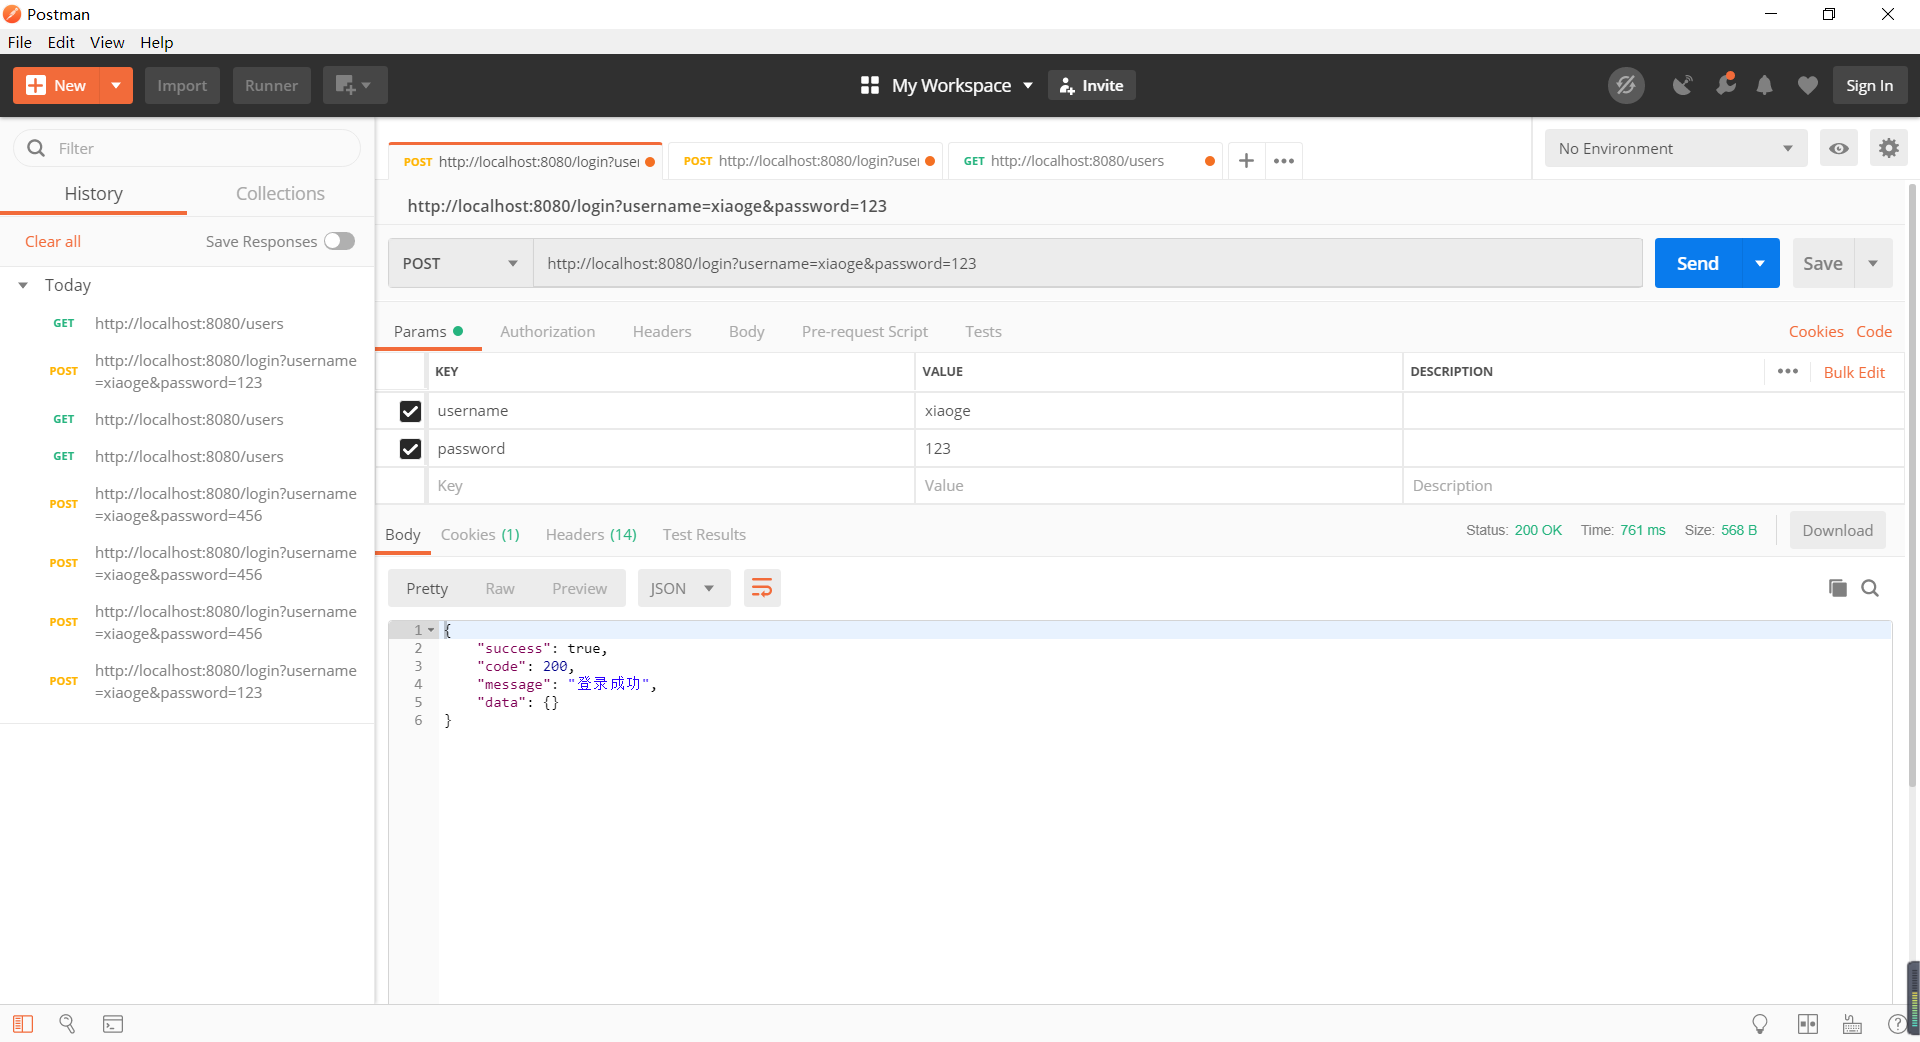 Postman
File Edit View Help
New Import Runner My Workspace Invite Sign In
Filter
History Collections
Clear all Save Responses
Today
GET http://localhost:8080/users
POST http://localhost:8080/login?username
=xiaoge&password=123
GET http://localhost:8080/users
GET http://localhost:8080/users
POST http://localhost:8080/login?username
=xiaoge&password=456
POST http://localhost:8080/login?username
=xiaoge&password=456
POST http://localhost:8080/login?username
=xiaoge&password=456
POST http://localhost:8080/login?username
=xiaoge&password=123
POST http://localhost:8080/login?use POST http://localhost:8080/login?use GET http://localhost:8080/users
No Environment
http://localhost:8080/login?username=xiaoge&password=123
POST http://localhost:8080/login?username=xiaoge&password=123 Send Save
Params Authorization Headers Body Pre-request Script Tests Cookies Code
KEY VALUE DESCRIPTION Bulk Edit
username xiaoge
password 123
Key Value Description
Body Cookies (1) Headers (14) Test Results Status: 200 OK Time: 761 ms Size: 568 B Download
Pretty Raw Preview JSON
1 {
2 "success": true,
3 "code": 200,
4 "message": "登录成功",
5 "data": {}
6 }